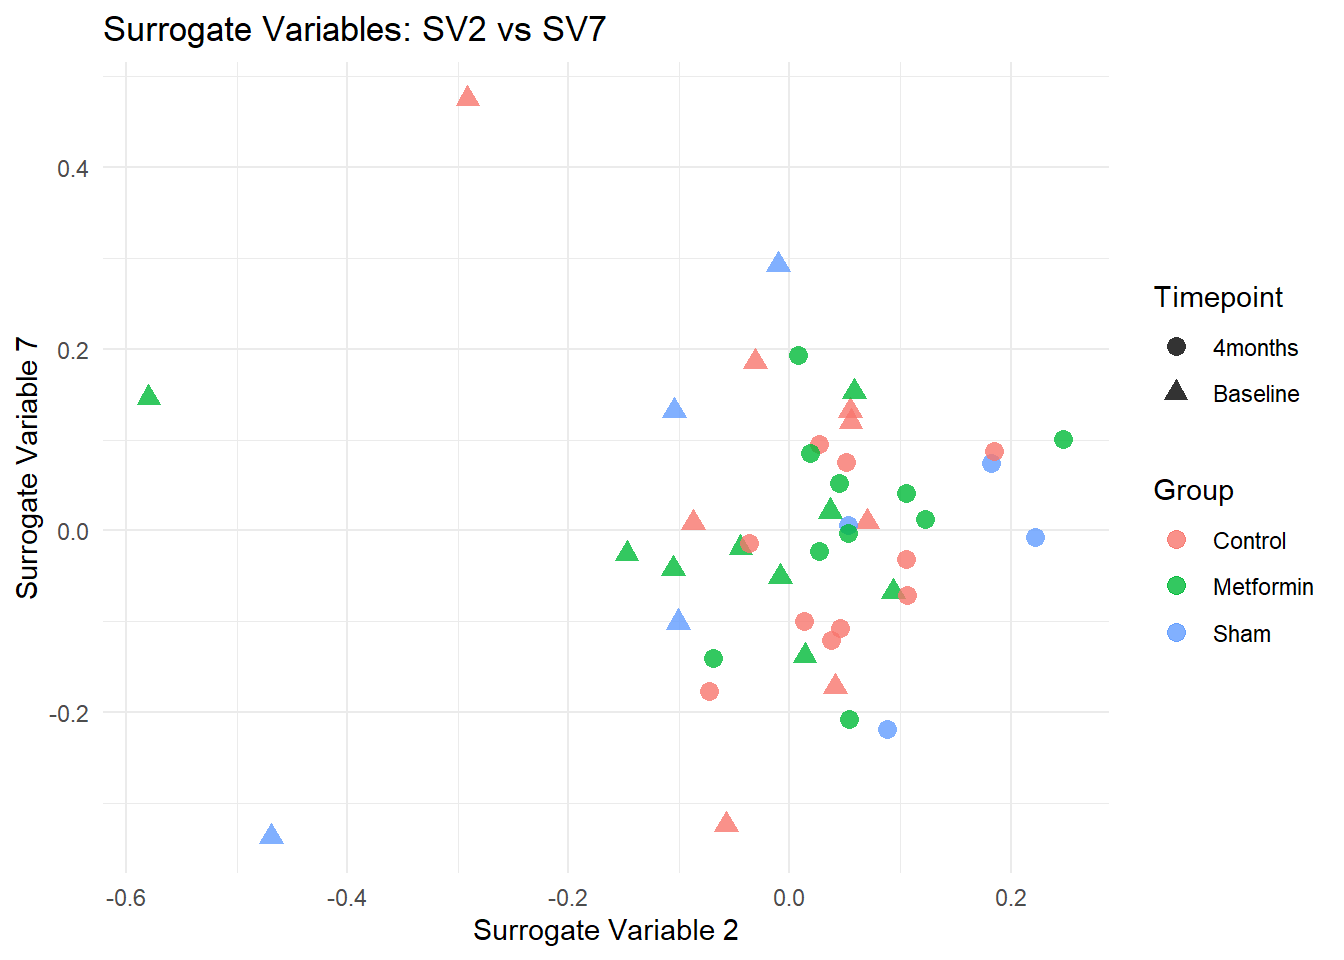 Surrogate Variables: SV2 vs SV7
Surrogate Variable 7
0.4
0.2
0.0
-0.2
-0.6
-0.4
-0.2
0.0
0.2
Surrogate Variable 2
Timepoint
4months
Baseline
Group
Control
Metformin
Sham